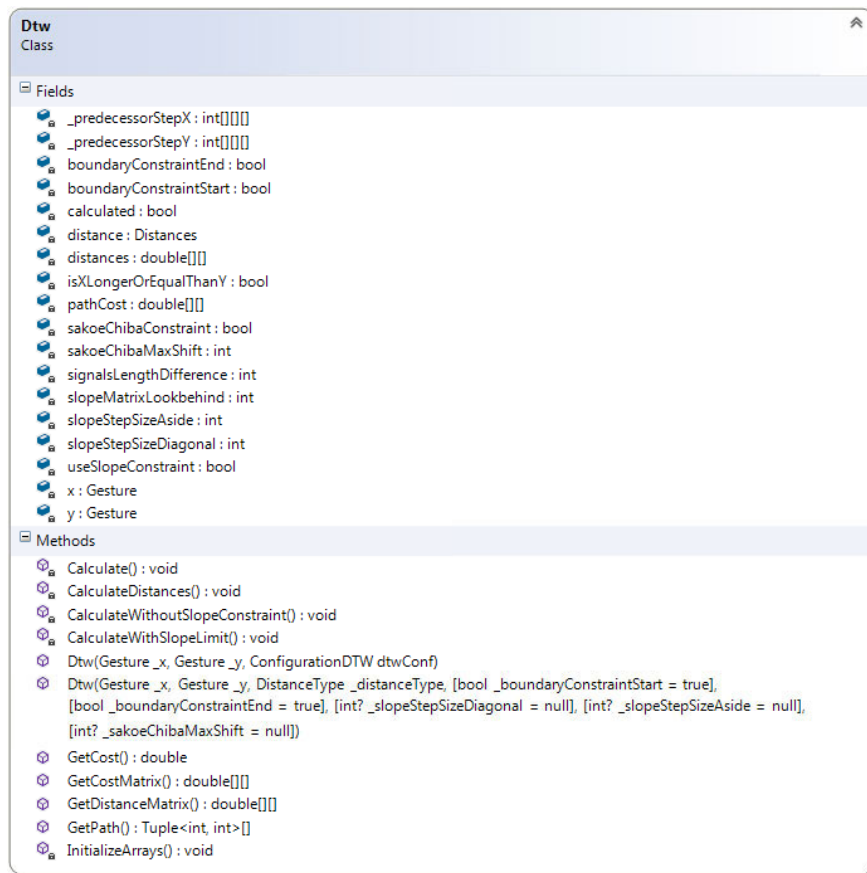 Dtw
Class
Fields
_predecessorStepX : int[][][]
_predecessorStepY : int[][][]
boundaryConstraintEnd : bool
boundaryConstraintStart : bool
calculated : bool
distance : Distances
distances : double[][]
isXLongerOrEqualThanY : bool
pathCost : double[][]
sakoeChibaConstraint : bool
sakoeChibaMaxShift : int
signalsLengthDifference : int
slopeMatrixLookbehind : int
slopeStepSizeAside : int
slopeStepSizeDiagonal : int
useSlopeConstraint : bool
x : Gesture
y : Gesture
Methods
Calculate() : void
CalculateDistances() : void
CalculateWithoutSlopeConstraint() : void
CalculateWithSlopeLimit() : void
Dtw(Gesture _x, Gesture _y, ConfigurationDTW dtwConf)
Dtw(Gesture _x, Gesture _y, DistanceType _distanceType, [bool _boundaryConstraintStart = true],
[bool _boundaryConstraintEnd = true], [int? _slopeStepSizeDiagonal = null], [int? _slopeStepSizeAside = null],
[int? _sakoeChibaMaxShift = null])
GetCost() : double
GetCostMatrix() : double[][]
GetDistanceMatrix() : double[][]
GetPath() : Tuple<int, int>[]
InitializeArrays() : void